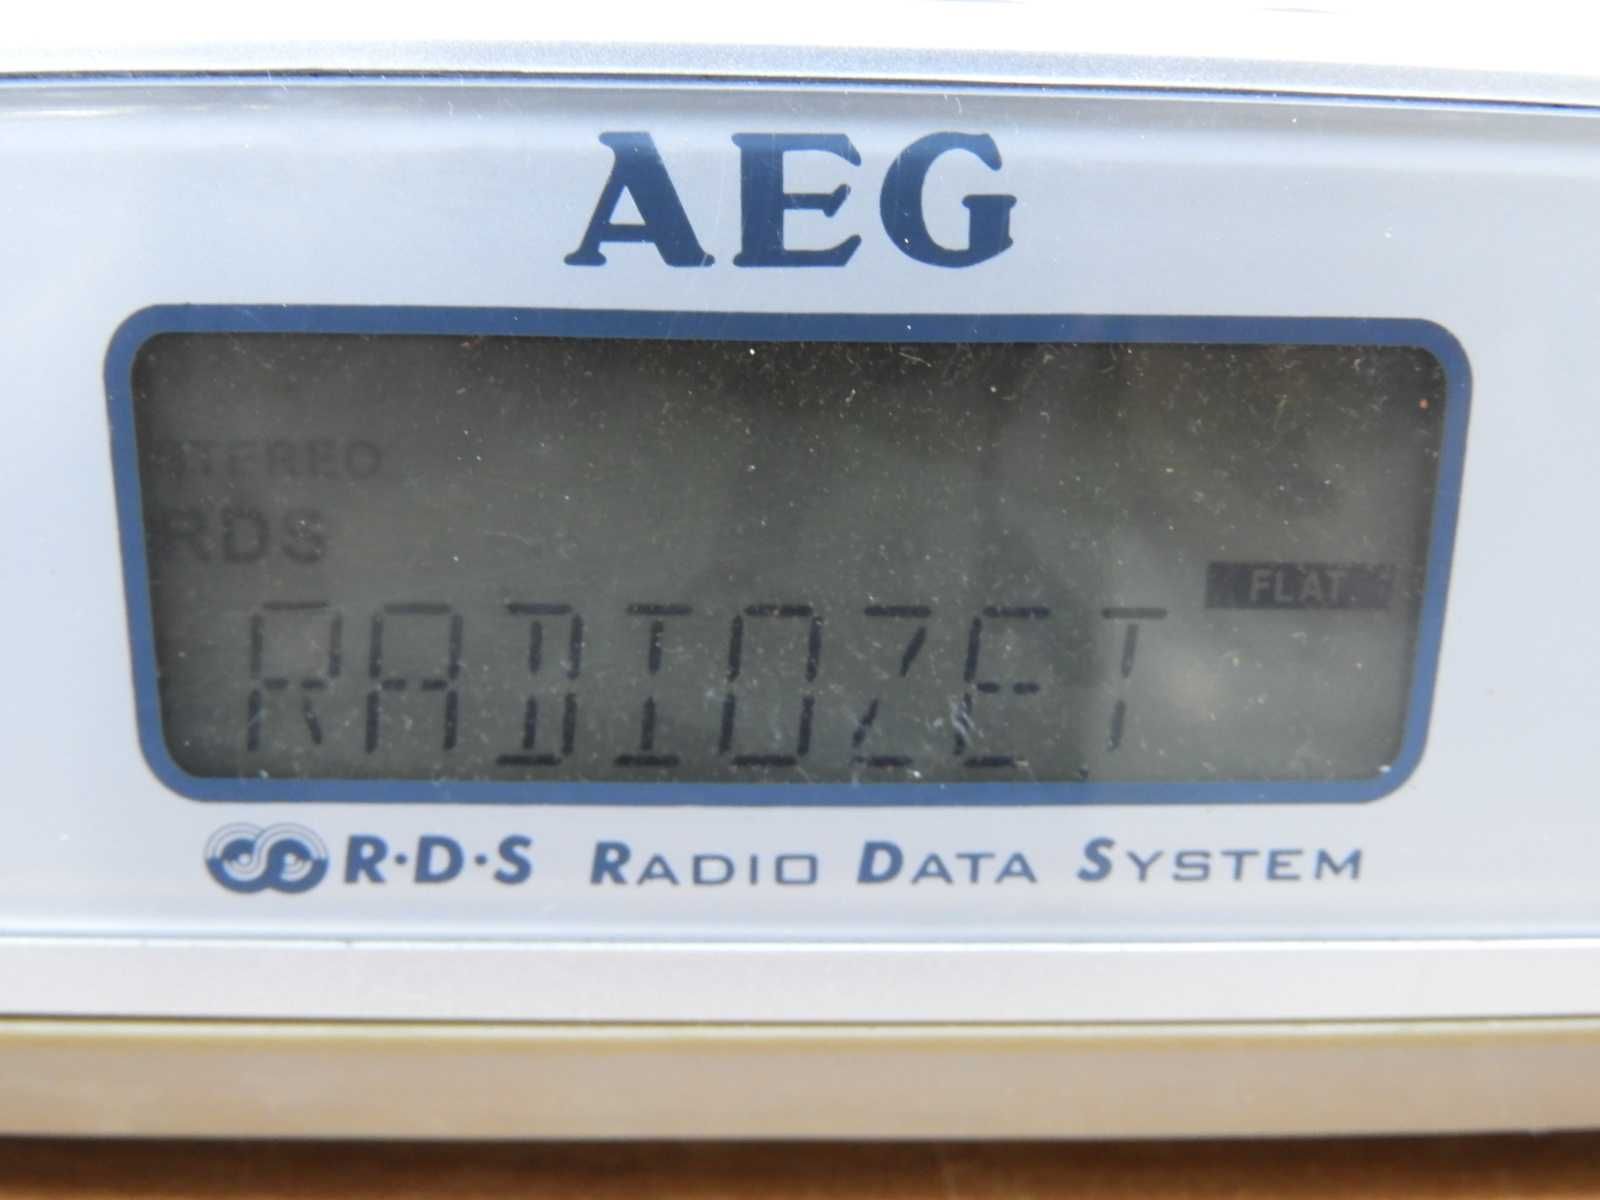 AEG
STEREO
RDS
FLAT
RADIOZET
R·D·S RADIO DATA SYSTEM